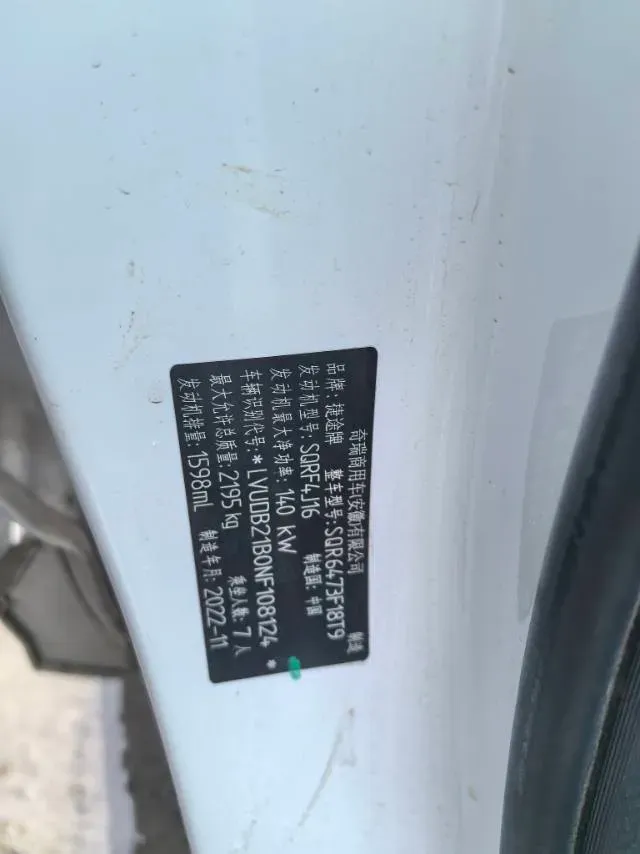 奇瑞商用车(安徽)有限公司 制造
品牌: 捷途牌 整车型号: SQR6473F18T9
发动机型号: SQRF4J16 制造国: 中国
发动机最大净功率: 140 kW
车辆识别代号: *LVUDB21B0NF108124*
最大允许总质量: 2195 kg 乘坐人数: 7 人
发动机排量: 1598mL 制造年月: 2022-11